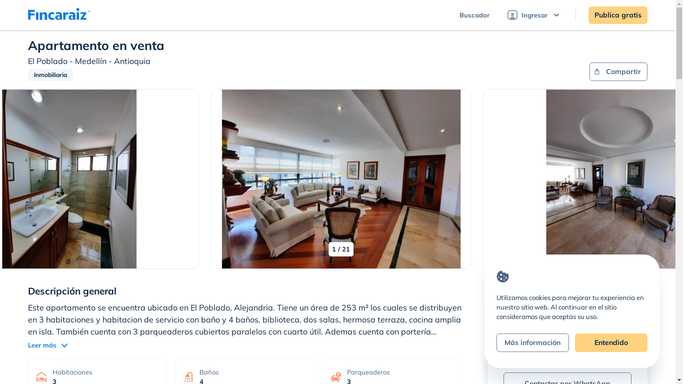 Fincaraiz
Buscador
Ingresar
Publica gratis
Apartamento en venta
El Poblado - Medellín - Antioquia
Inmobiliaria
Compartir
1 / 21
Descripción general
Este apartamento se encuentra ubicado en El Poblado, Alejandria. Tiene un área de 253 m² los cuales se distribuyen
en 3 habitaciones y habitacion de servicio con baño y 4 baños, biblioteca, dos salas, hermosa terraza, cocina amplia
en isla. También cuenta con 3 parqueaderos cubiertos paralelos con cuarto útil. Ademas cuenta con portería...
Leer más
Habitaciones
3
Baños
4
Parqueaderos
3
Utilizamos cookies para mejorar tu experiencia en
nuestro sitio web. Al continuar en el sitio
consideramos que aceptas su uso.
Más información
Entendido
Contactar por WhatsApp